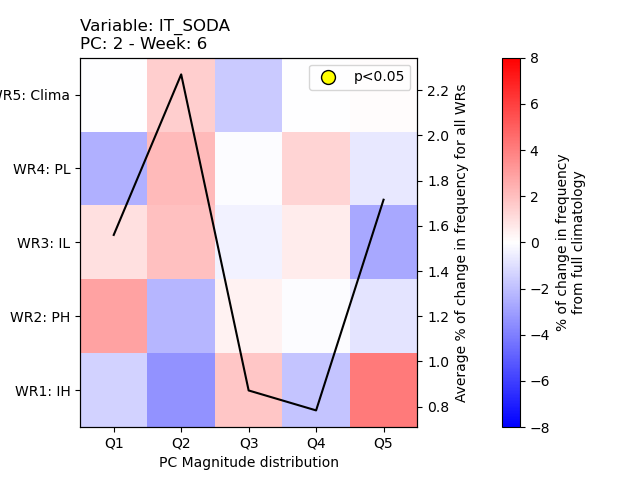 Variable: IT_SODA
PC: 2 - Week: 6
p<0.05
WR5: Clima
WR4: PL
WR3: IL
WR2: PH
WR1: IH
Q1 Q2 Q3 Q4 Q5
PC Magnitude distribution
2.2
2.0
1.8
1.6
1.4
1.2
1.0
0.8
Average % of change in frequency for all WRs
8
6
4
2
0
−2
−4
−6
−8
% of change in frequency
from full climatology